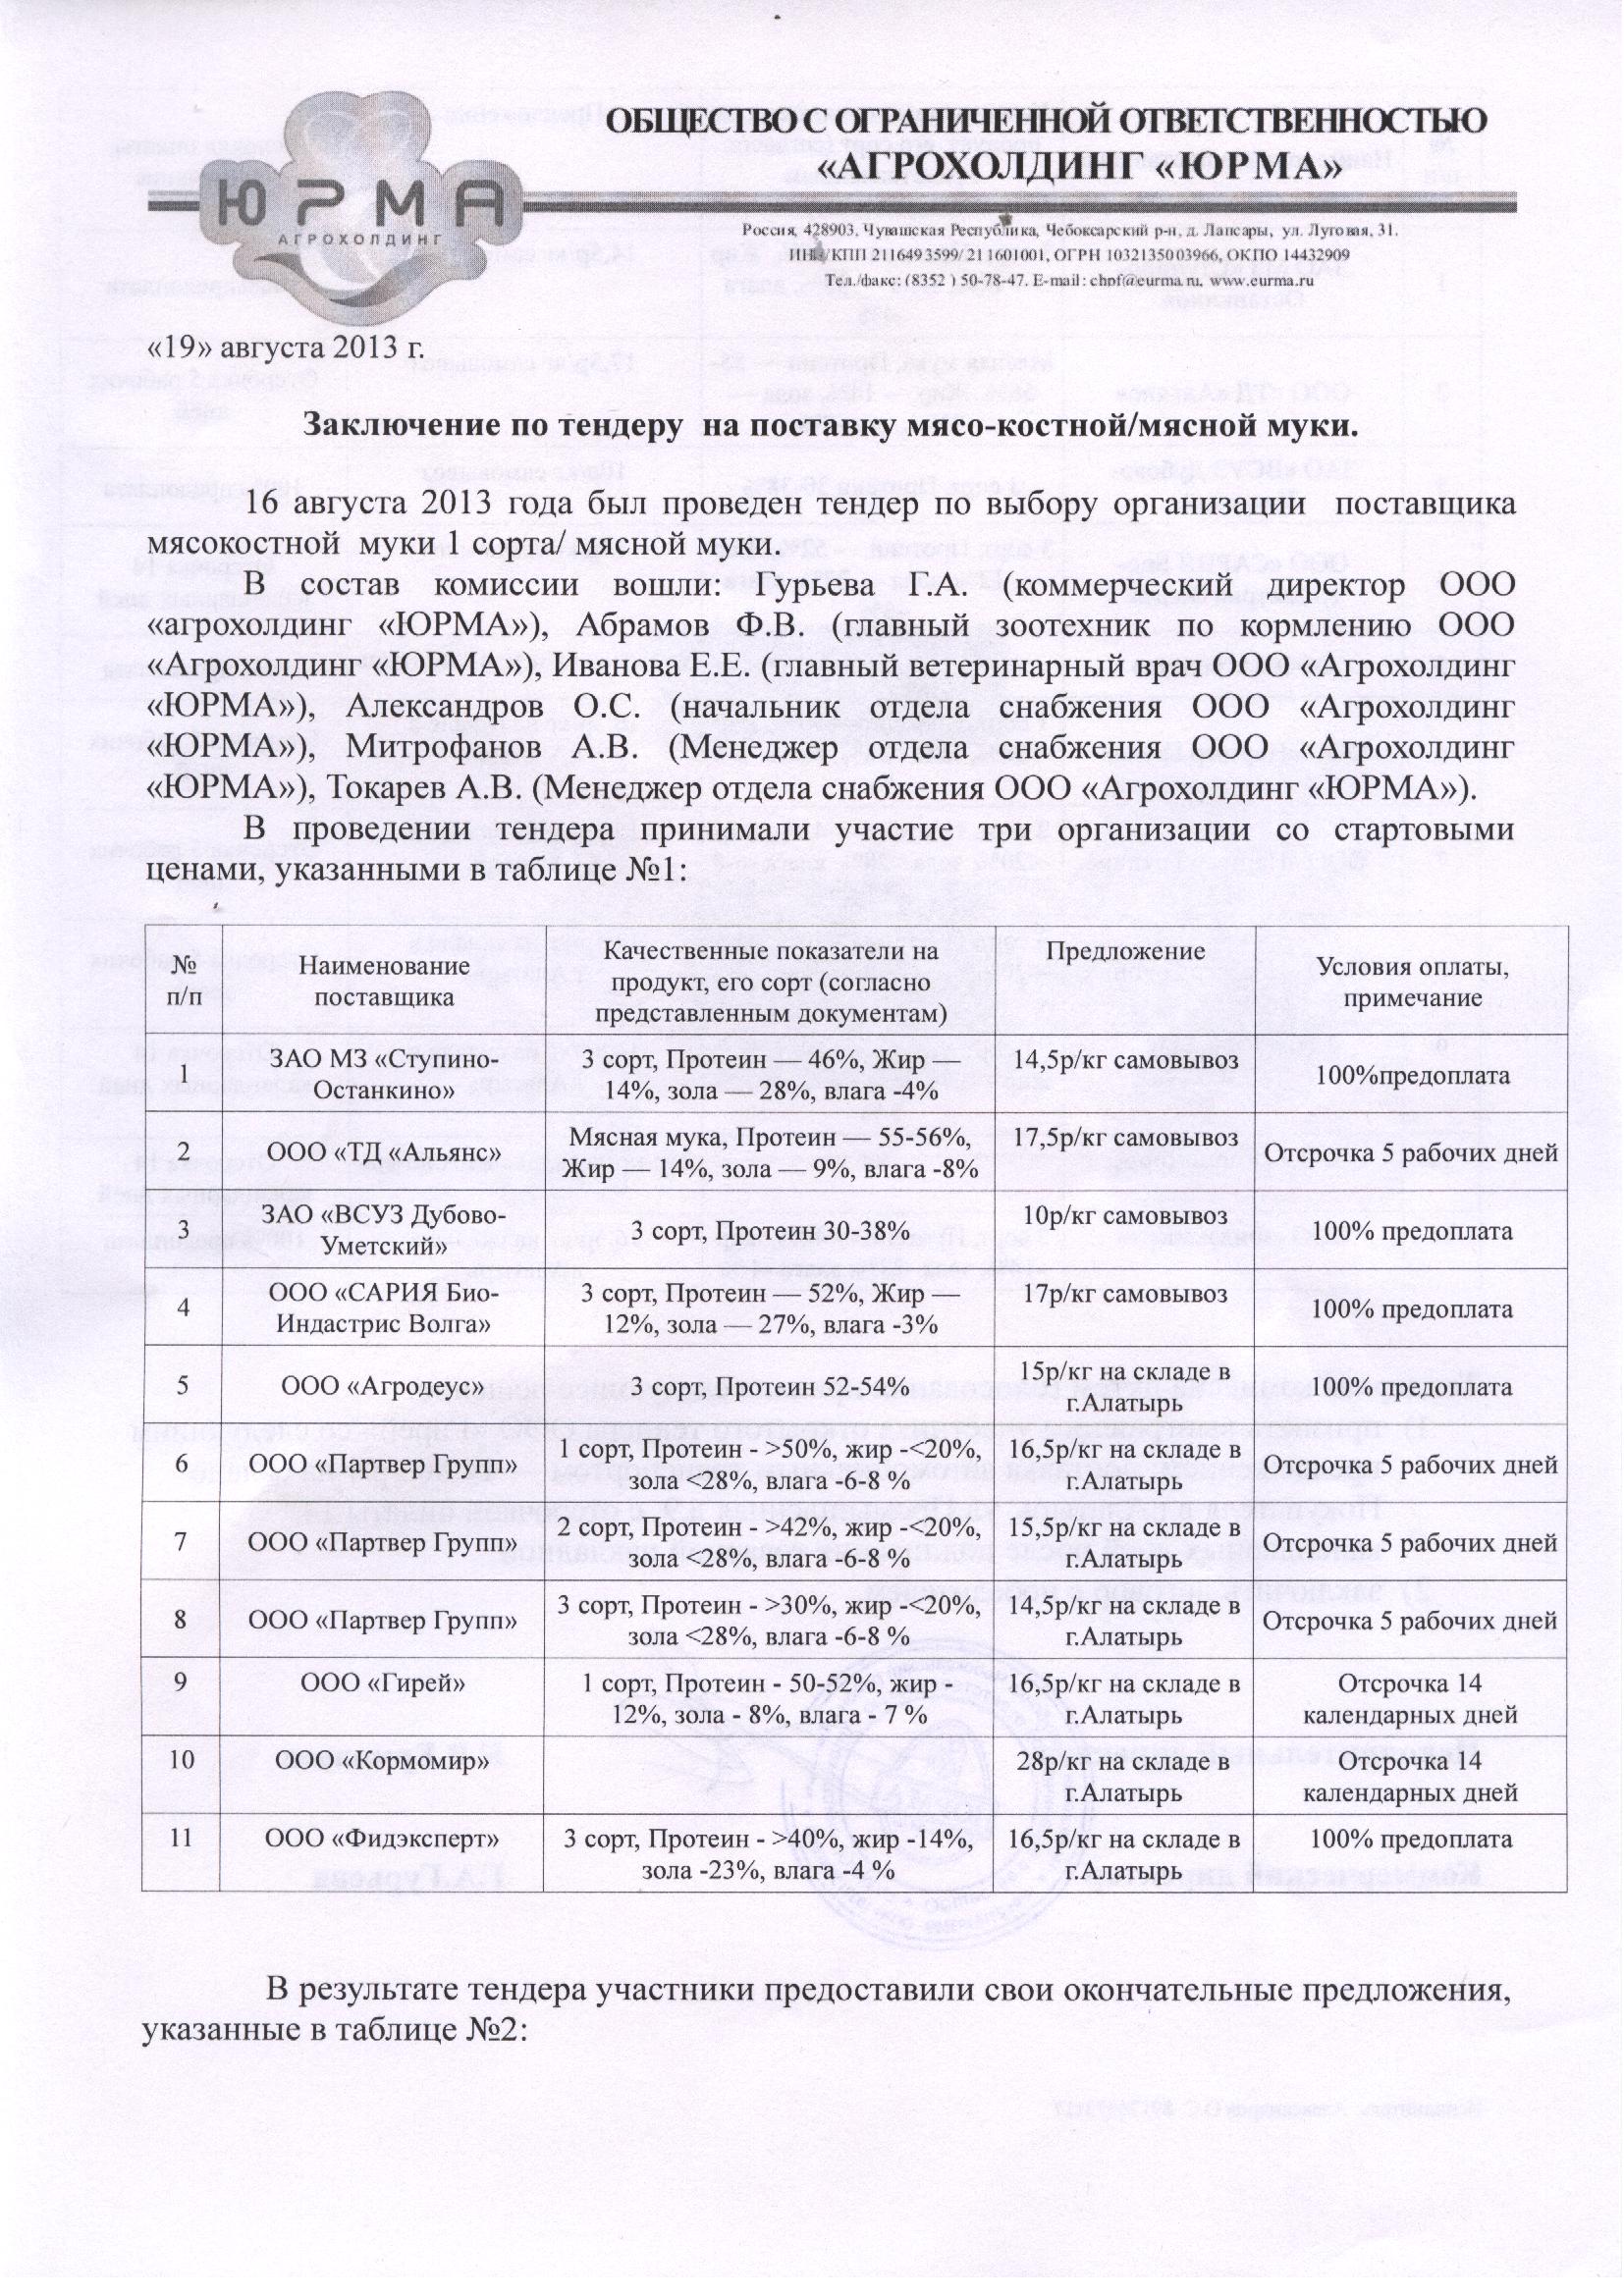 ЮРМА
АГРОХОЛДИНГ
ОБЩЕСТВО С ОГРАНИЧЕННОЙ ОТВЕТСТВЕННОСТЬЮ
«АГРОХОЛДИНГ «ЮРМА»
Россия, 428903, Чувашская Республика, Чебоксарский р-н, д. Лапсары, ул. Луговая, 31.
ИНН/КПП 2116493599/ 211601001, ОГРН 1032135003966, ОКПО 14432909
Тел./факс: (8352 ) 50-78-47. E-mail: chpf@eurma.ru, www.eurma.ru
«19» августа 2013 г.
Заключение по тендеру на поставку мясо-костной/мясной муки.
16 августа 2013 года был проведен тендер по выбору организации поставщика
мясокостной муки 1 сорта/ мясной муки.
В состав комиссии вошли: Гурьева Г.А. (коммерческий директор ООО
«агрохолдинг «ЮРМА»), Абрамов Ф.В. (главный зоотехник по кормлению ООО
«Агрохолдинг «ЮРМА»), Иванова Е.Е. (главный ветеринарный врач ООО «Агрохолдинг
«ЮРМА»), Александров О.С. (начальник отдела снабжения ООО «Агрохолдинг
«ЮРМА»), Митрофанов А.В. (Менеджер отдела снабжения ООО «Агрохолдинг
«ЮРМА»), Токарев А.В. (Менеджер отдела снабжения ООО «Агрохолдинг «ЮРМА»).
В проведении тендера принимали участие три организации со стартовыми
ценами, указанными в таблице №1:
№
п/п
Наименование
поставщика
Качественные показатели на
продукт, его сорт (согласно
представленным документам)
Предложение
Условия оплаты,
примечание
1
ЗАО МЗ «Ступино-
Останкино»
3 сорт, Протеин — 46%, Жир —
14%, зола — 28%, влага -4%
14,5р/кг самовывоз
100%предоплата
2
ООО «ТД «Альянс»
Мясная мука, Протеин — 55-56%,
Жир — 14%, зола — 9%, влага -8%
17,5р/кг самовывоз
Отсрочка 5 рабочих дней
3
ЗАО «ВСУЗ Дубово-
Уметский»
3 сорт, Протеин 30-38%
10р/кг самовывоз
100% предоплата
4
ООО «САРИЯ Био-
Индастрис Волга»
3 сорт, Протеин — 52%, Жир —
12%, зола — 27%, влага -3%
17р/кг самовывоз
100% предоплата
5
ООО «Агродеус»
3 сорт, Протеин 52-54%
15р/кг на складе в
г.Алатырь
100% предоплата
6
ООО «Партвер Групп»
1 сорт, Протеин - >50%, жир -<20%,
зола <28%, влага -6-8 %
16,5р/кг на складе в
г.Алатырь
Отсрочка 5 рабочих дней
7
ООО «Партвер Групп»
2 сорт, Протеин - >42%, жир -<20%,
зола <28%, влага -6-8 %
15,5р/кг на складе в
г.Алатырь
Отсрочка 5 рабочих дней
8
ООО «Партвер Групп»
3 сорт, Протеин - >30%, жир -<20%,
зола <28%, влага -6-8 %
14,5р/кг на складе в
г.Алатырь
Отсрочка 5 рабочих дней
9
ООО «Гирей»
1 сорт, Протеин - 50-52%, жир -
12%, зола - 8%, влага - 7 %
16,5р/кг на складе в
г.Алатырь
Отсрочка 14
календарных дней
10
ООО «Кормомир»
28р/кг на складе в
г.Алатырь
Отсрочка 14
календарных дней
11
ООО «Фидэксперт»
3 сорт, Протеин - >40%, жир -14%,
зола -23%, влага -4 %
16,5р/кг на складе в
г.Алатырь
100% предоплата
В результате тендера участники предоставили свои окончательные предложения,
указанные в таблице №2: